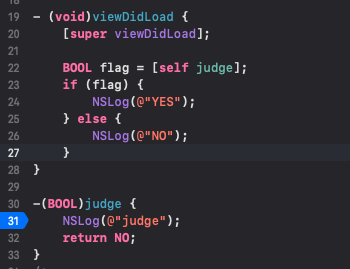 18
19 - (void)viewDidLoad {
20     [super viewDidLoad];
21
22     BOOL flag = [self judge];
23     if (flag) {
24         NSLog(@"YES");
25     } else {
26         NSLog(@"NO");
27     }
28 }
29
30 -(BOOL)judge {
31     NSLog(@"judge");
32     return NO;
33 }